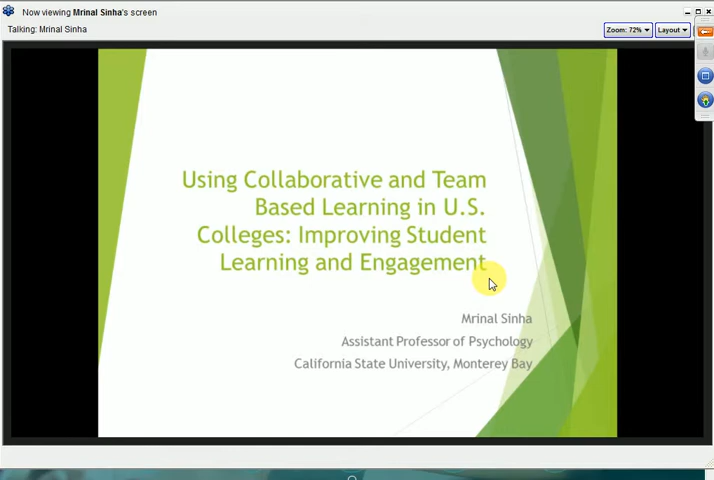 Now viewing Mrinal Sinha's screen
Talking: Mrinal Sinha
Zoom: 72%
Layout
Using Collaborative and Team
Based Learning in U.S.
Colleges: Improving Student
Learning and Engagement
Mrinal Sinha
Assistant Professor of Psychology
California State University, Monterey Bay